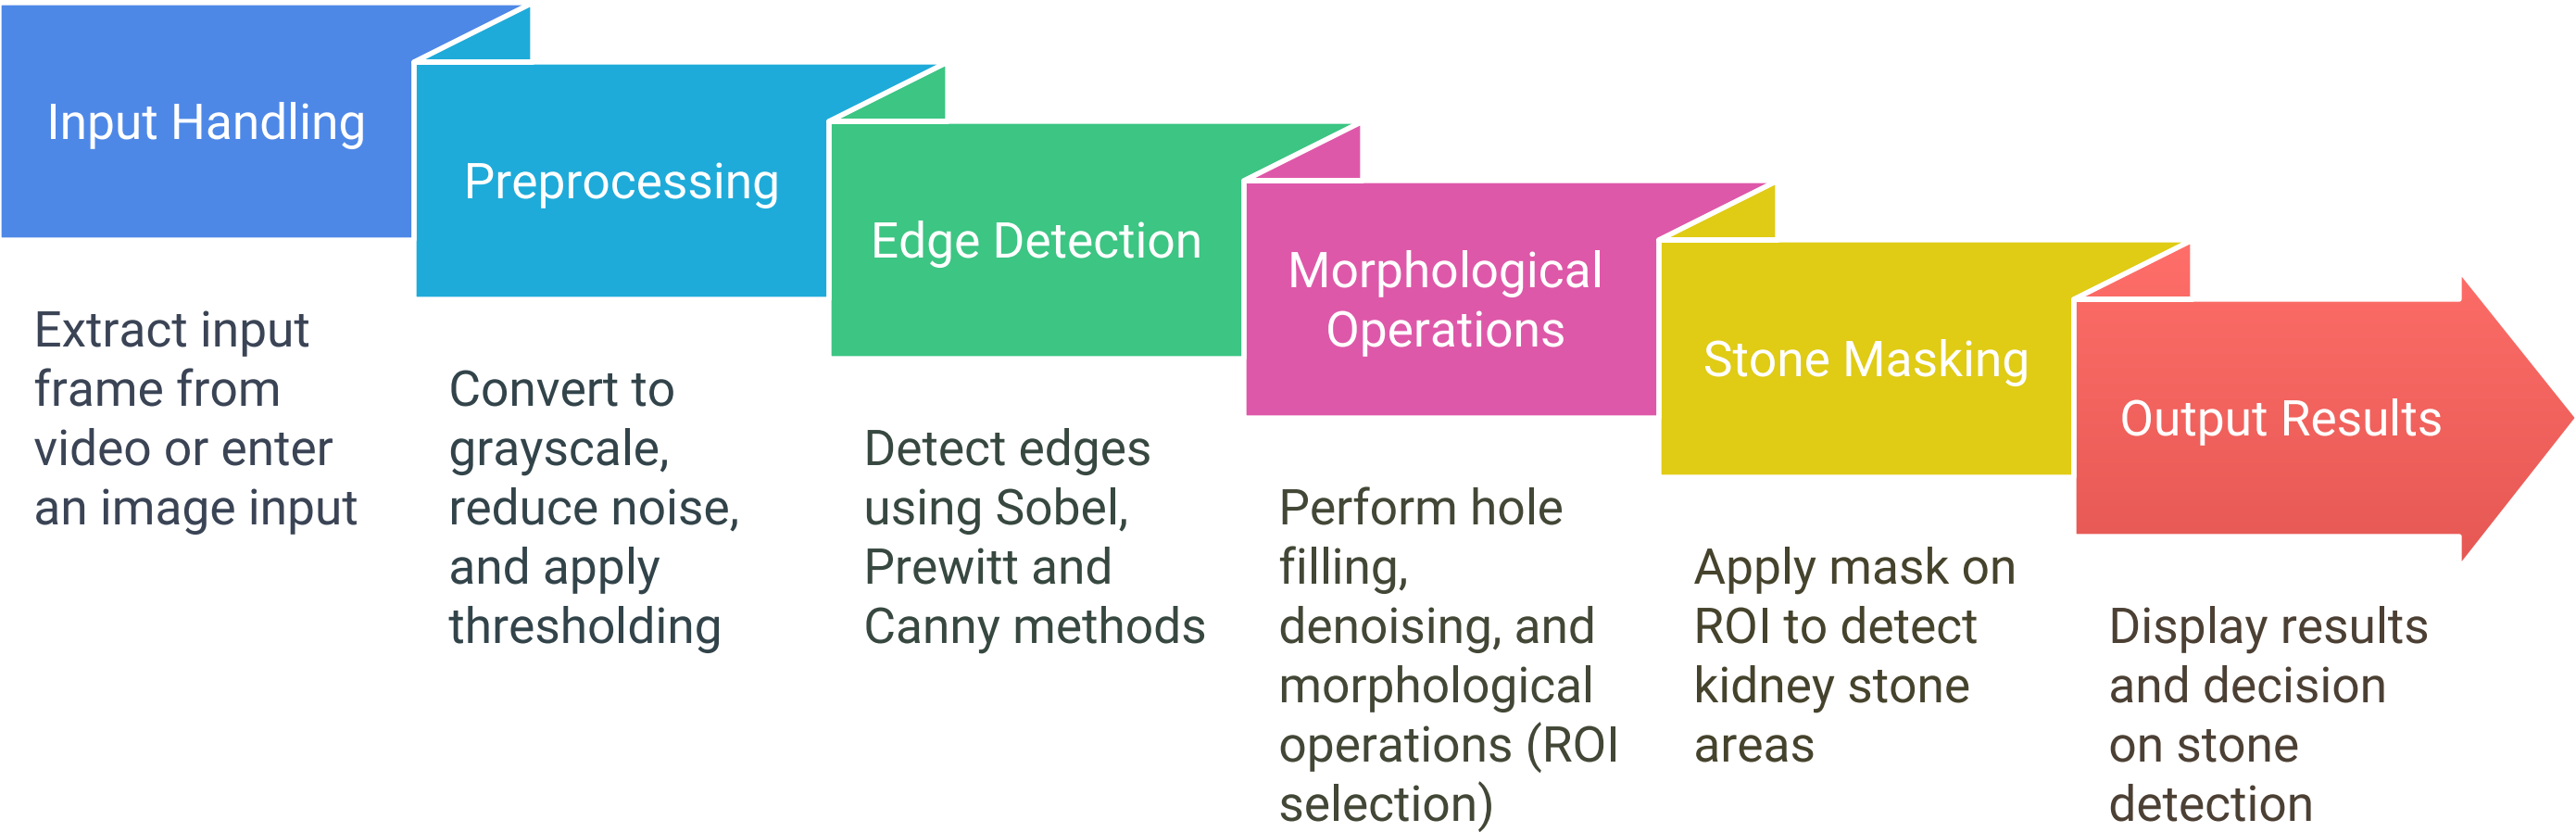 Input Handling
Extract input
frame from
video or enter
an image input
Preprocessing
Convert to
grayscale,
reduce noise,
and apply
thresholding
Edge Detection
Detect edges
using Sobel,
Prewitt and
Canny methods
Morphological
Operations
Perform hole
filling,
denoising, and
morphological
operations (ROI
selection)
Stone Masking
Apply mask on
ROI to detect
kidney stone
areas
Output Results
Display results
and decision
on stone
detection